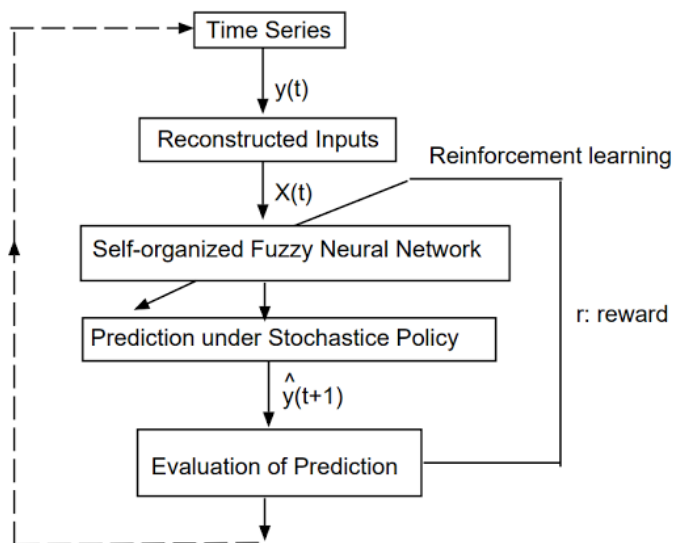 Time Series
y(t)
Reconstructed Inputs
Reinforcement learning
X(t)
Self-organized Fuzzy Neural Network
r: reward
Prediction under Stochastice Policy
ŷ(t+1)
Evaluation of Prediction